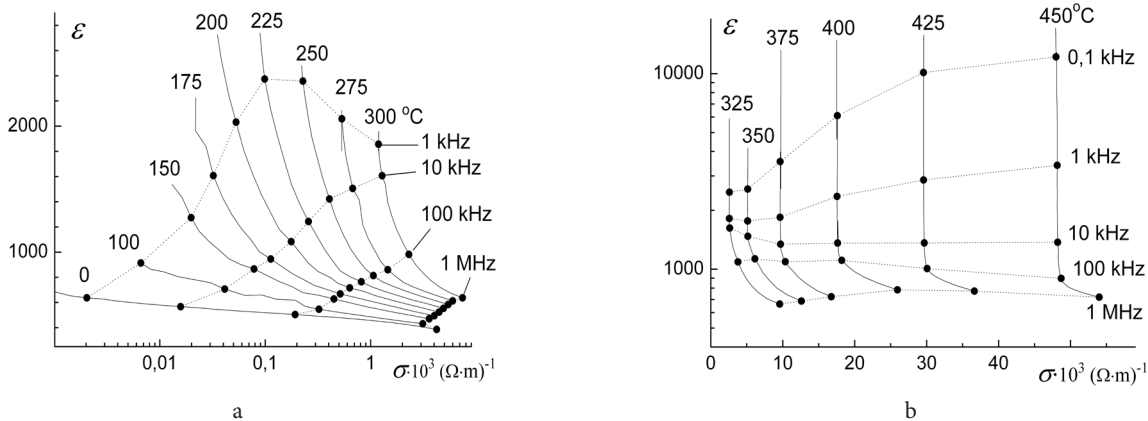 ε
200
225
250
175
275
2000
300 °C
1 kHz
10 kHz
150
100 kHz
100
1000
0
1 MHz
0,01
0,1
1
σ·10³ (Ω·m)⁻¹
a
ε
375
400
425
450°C
0,1 kHz
10000
325
350
1 kHz
10 kHz
1000
100 kHz
1 MHz
0
10
20
30
40
σ·10³ (Ω·m)⁻¹
b